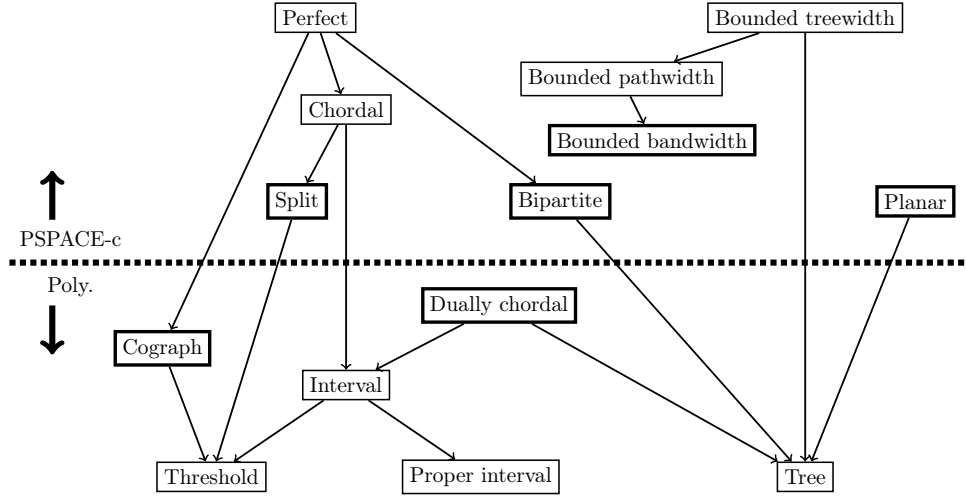 Perfect
Bounded treewidth
Bounded pathwidth
Chordal
Bounded bandwidth
Split
Bipartite
Planar
PSPACE-c
Poly.
Dually chordal
Cograph
Interval
Threshold
Proper interval
Tree